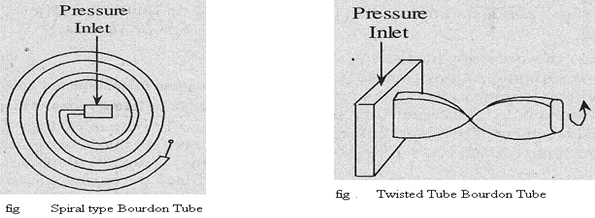 Pressure
Inlet
fig Spiral type Bourdon Tube
Pressure
Inlet
fig . Twisted Tube Bourdon Tube